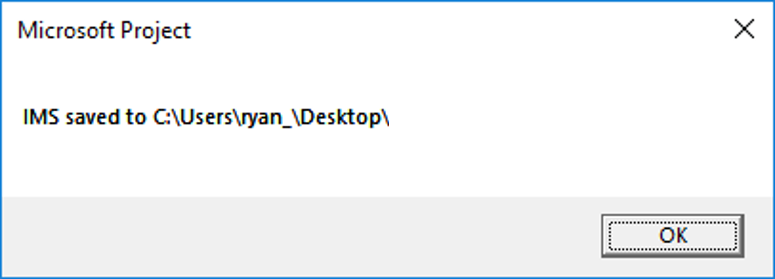 Microsoft Project
IMS saved to C:\Users\ryan_\Desktop\
OK